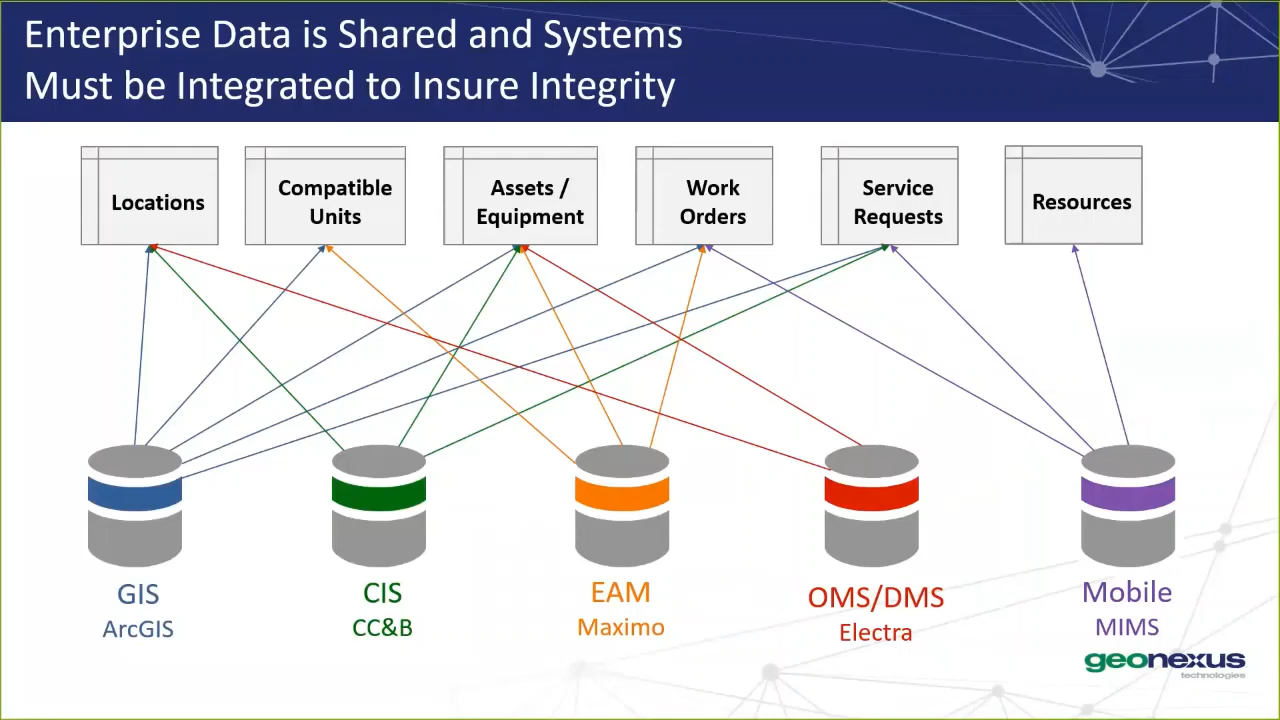 Enterprise Data is Shared and Systems
Must be Integrated to Insure Integrity
Locations
Compatible
Units
Assets /
Equipment
Work
Orders
Service
Requests
Resources
GIS
ArcGIS
CIS
CC&B
EAM
Maximo
OMS/DMS
Electra
Mobile
MIMS
geonexus
technologies